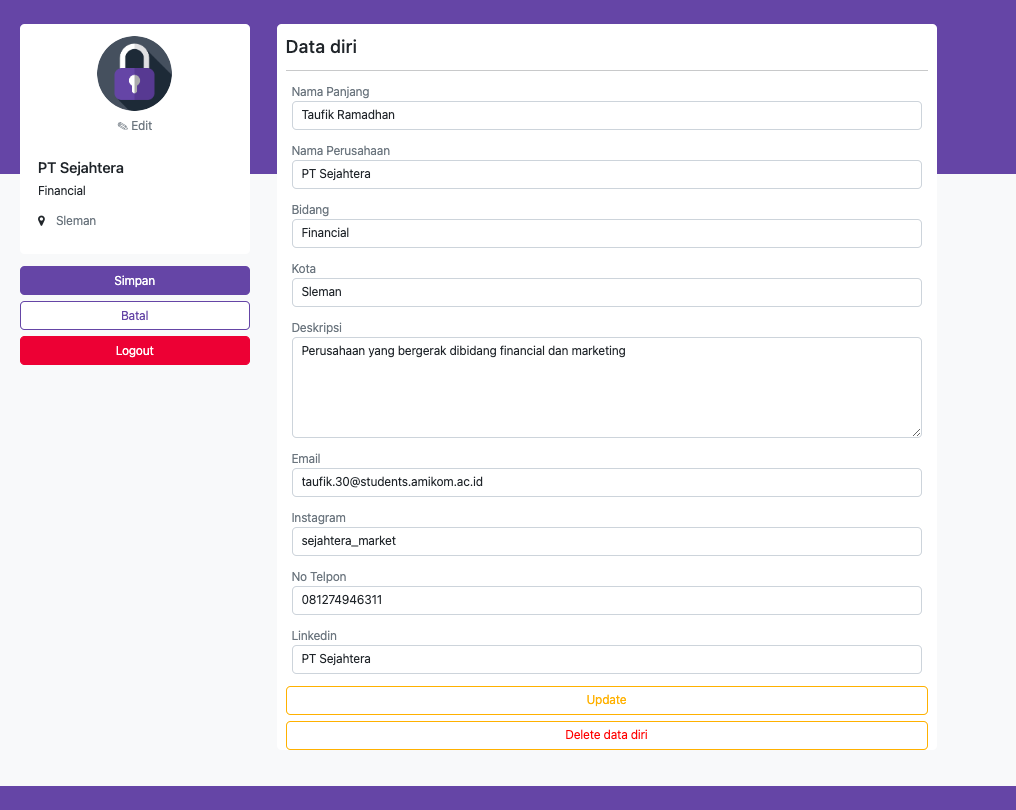 Edit
PT Sejahtera
Financial
Sleman
Simpan
Batal
Logout
Data diri
Nama Panjang
Taufik Ramadhan
Nama Perusahaan
PT Sejahtera
Bidang
Financial
Kota
Sleman
Deskripsi
Perusahaan yang bergerak dibidang financial dan marketing
Email
taufik.30@students.amikom.ac.id
Instagram
sejahtera_market
No Telpon
081274946311
Linkedin
PT Sejahtera
Update
Delete data diri